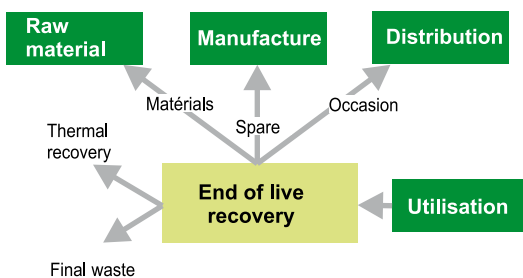 Raw
material
Manufacture
Distribution
Matérials
Spare
Occasion
Thermal
recovery
End of live
recovery
Utilisation
Final waste